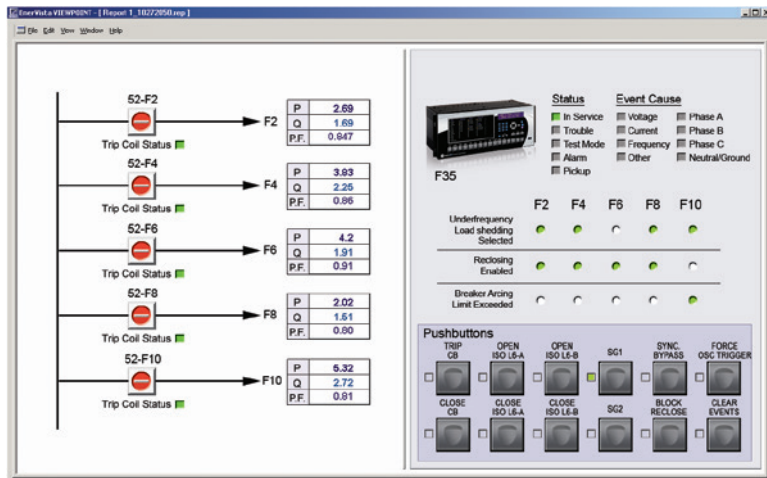 EnerVista VIEWPOINT - [ Report 1_10272050.rep ]
File Edit View Window Help
52-F2
F2
P 2.69
Q 1.69
P.F. 0.847
Trip Coil Status
52-F4
F4
P 3.83
Q 2.25
P.F. 0.86
Trip Coil Status
52-F6
F6
P 4.2
Q 1.91
P.F. 0.91
Trip Coil Status
52-F8
F8
P 2.02
Q 1.51
P.F. 0.80
Trip Coil Status
52-F10
F10
P 5.32
Q 2.72
P.F. 0.81
Trip Coil Status
F35
Status Event Cause
In Service Voltage Phase A
Trouble Current Phase B
Test Mode Frequency Phase C
Alarm Other Neutral/Ground
Pickup
F2 F4 F6 F8 F10
Underfrequency
Load shedding
Selected
Reclosing
Enabled
Breaker Arcing
Limit Exceeded
Pushbuttons
TRIP CB
OPEN ISO L6-A
OPEN ISO L6-B
SG1
SYNC. BYPASS
FORCE OSC TRIGGER
CLOSE CB
CLOSE ISO L6-A
CLOSE ISO L6-B
SG2
BLOCK RECLOSE
CLEAR EVENTS